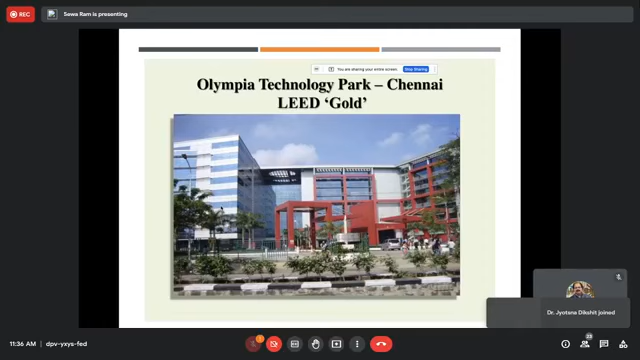 REC
Sewa Ram is presenting
You are sharing your entire screen.
Stop Sharing
Olympia Technology Park – Chennai
LEED ‘Gold’
Dr. Jyotsna Dikshit joined
11:36 AM | dpv-yxys-fed